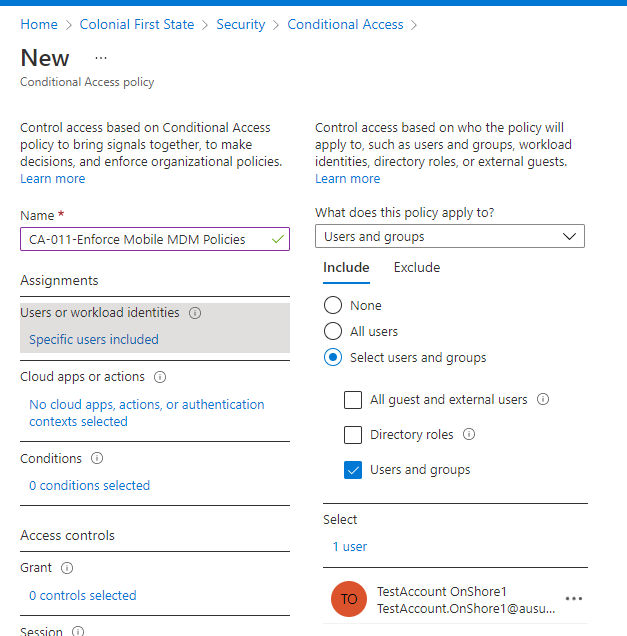 Home > Colonial First State > Security > Conditional Access >
New ...
Conditional Access policy
Control access based on Conditional Access
policy to bring signals together, to make
decisions, and enforce organizational policies.
Learn more
Name *
CA-011-Enforce Mobile MDM Policies
Assignments
Users or workload identities
Specific users included
Cloud apps or actions
No cloud apps, actions, or authentication
contexts selected
Conditions
0 conditions selected
Access controls
Grant
0 controls selected
Session
Control access based on who the policy will
apply to, such as users and groups, workload
identities, directory roles, or external guests.
Learn more
What does this policy apply to?
Users and groups
Include Exclude
None
All users
Select users and groups
All guest and external users
Directory roles
Users and groups
Select
1 user
TO
TestAccount OnShore1
TestAccount.OnShore1@ausu...